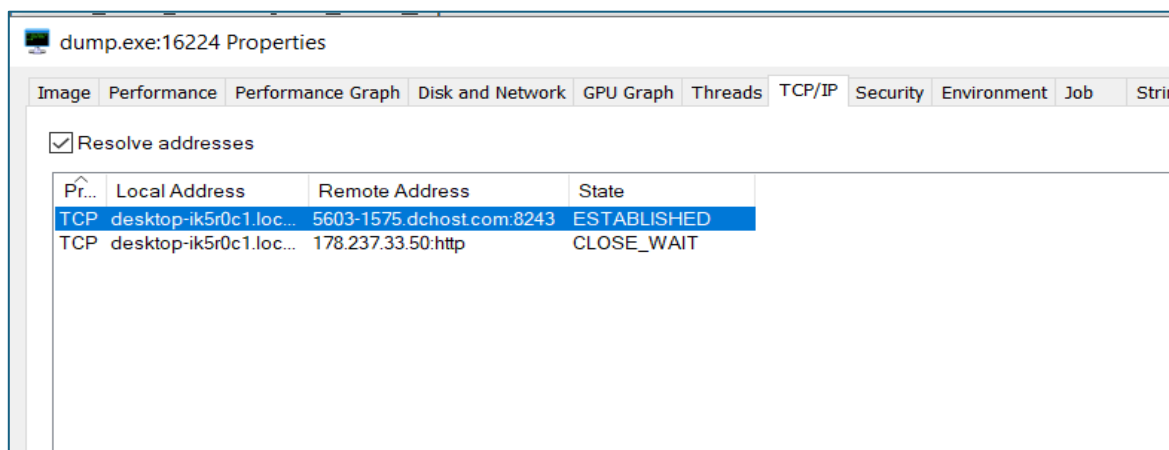 dump.exe:16224 Properties
Image Performance Performance Graph Disk and Network GPU Graph Threads TCP/IP Security Environment Job Stri
Resolve addresses
Pr... Local Address Remote Address State
TCP desktop-ik5r0c1.loc... 5603-1575.dchost.com:8243 ESTABLISHED
TCP desktop-ik5r0c1.loc... 178.237.33.50:http CLOSE_WAIT